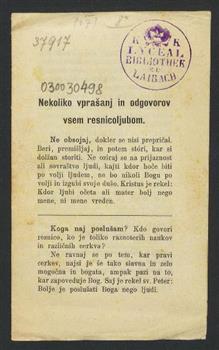 37917
K K
LYCEAL
BIBLIOTHEK
ZU
LAIBACH
030030498
Nekoliko vprašanj in odgovorov
vsem resnicoljubom.
Ne obsojaj, dokler se nisi prepričal.
Beri, premišljaj, in potem stóri, kar si
dolžan storiti. Ne oziraj se na prijaznost
ali sovraštvo ljudi, kajti kdor hoče biti
po volji ljudem, ne bo nikoli Bogu po
volji in izgubi svojo dušo. Kristus je rekel:
Kdor ljubi očeta ali mater bolj nego
mene, ni mene vreden.
Koga naj poslušam? Kdo govori
resnico, ko je toliko raznoterih naukov
in različnih cerkva?
Ne ravnaj se po tem, kar pravi
cerkev, najsi je še tako slavna in zelo
mogočna in bogata, ampak pazi na to,
kar zapoveduje Bog. Saj je rekel sv. Peter:
Bolje je poslušati Boga nego ljudi.